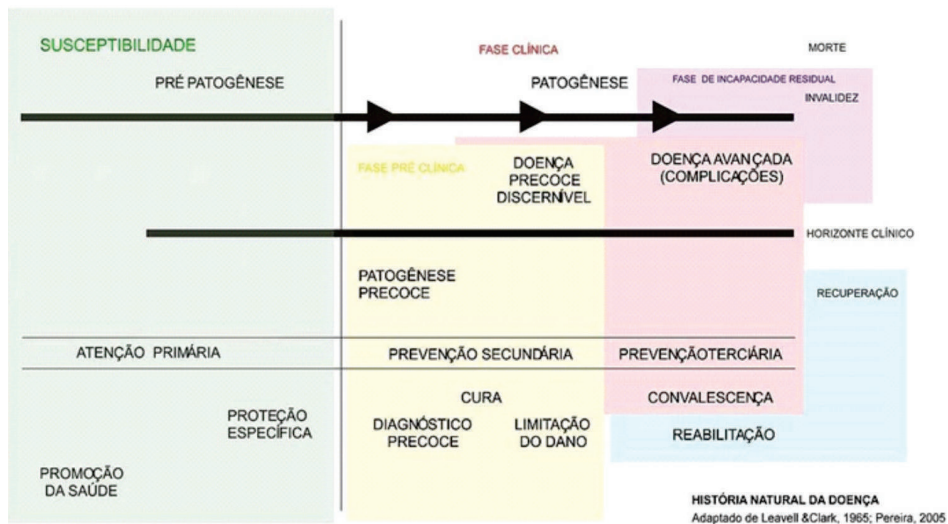 SUSCEPTIBILIDADE
FASE CLÍNICA
MORTE
PRÉ PATOGÊNESE
PATOGÊNESE
FASE DE INCAPACIDADE RESIDUAL
INVALIDEZ
FASE PRÉ CLÍNICA
DOENÇA
PRECOCE
DISCERNÍVEL
DOENÇA AVANÇADA
(COMPLICAÇÕES)
HORIZONTE CLÍNICO
PATOGÊNESE
PRECOCE
RECUPERAÇÃO
ATENÇÃO PRIMÁRIA
PREVENÇÃO SECUNDÁRIA
PREVENÇÃOTERCIÁRIA
CURA
CONVALESCENÇA
PROTEÇÃO
ESPECÍFICA
DIAGNÓSTICO
PRECOCE
LIMITAÇÃO
DO DANO
REABILITAÇÃO
PROMOÇÃO
DA SAÚDE
HISTÓRIA NATURAL DA DOENÇA
Adaptado de Leavell &Clark, 1965; Pereira, 2005